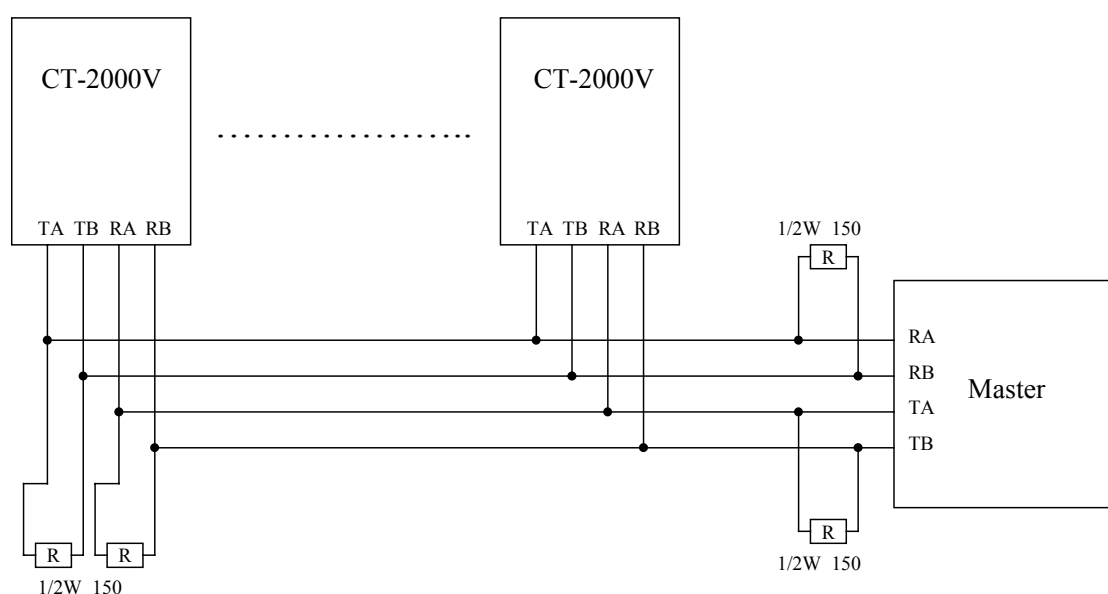 CT-2000V
CT-2000V
TA TB RA RB
TA TB RA RB
1/2W 150
R
RA
RB
TA
TB
Master
R
1/2W 150
R
R
1/2W 150